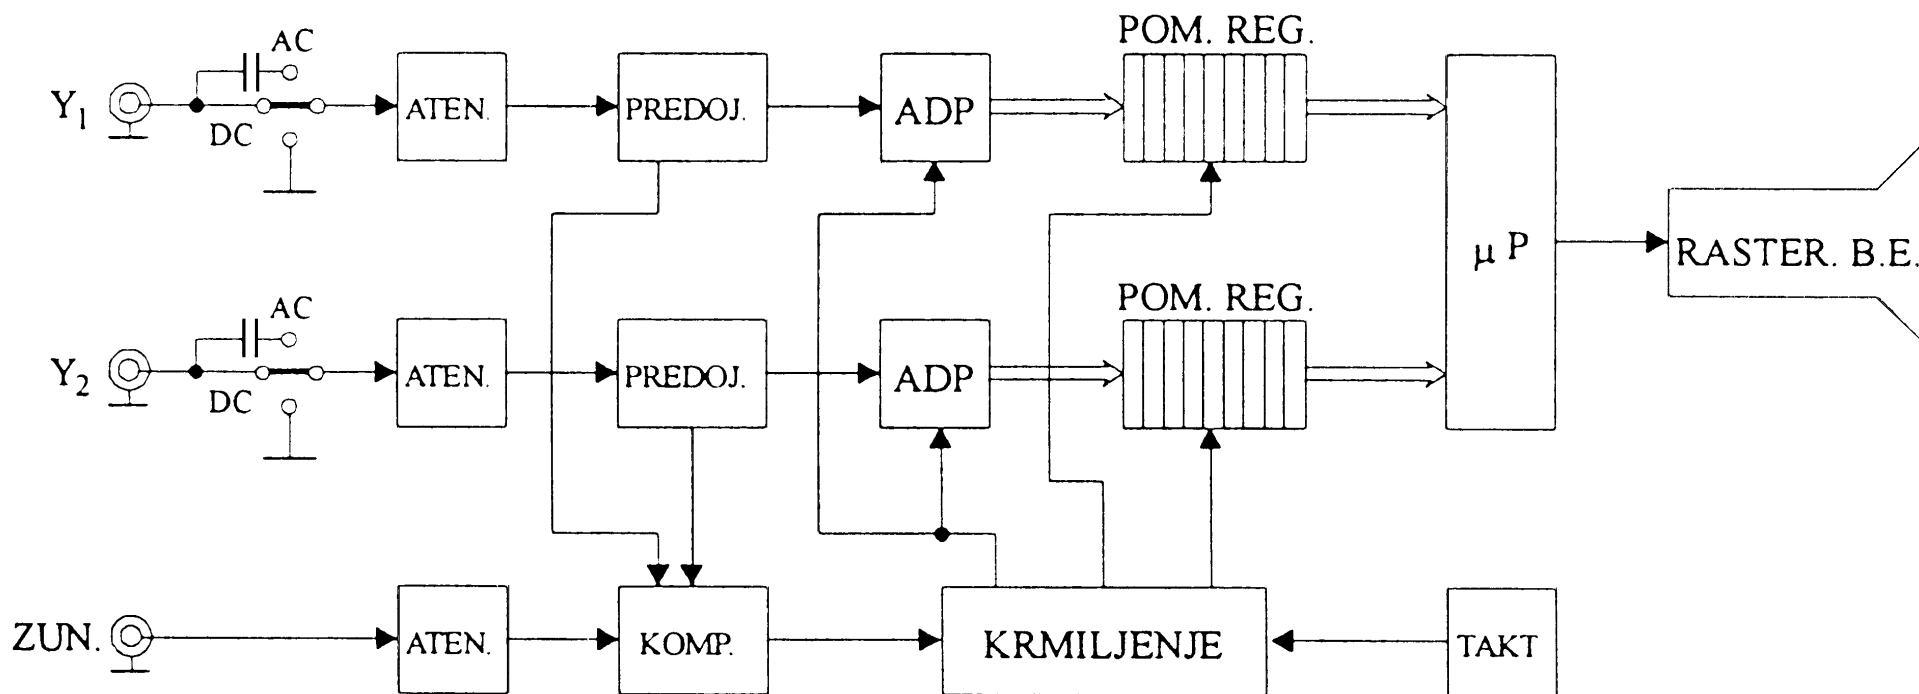 POM. REG.
AC
Y1
DC
ATEN.
PREDOJ.
ADP
μP
RASTER. B.E.
POM. REG.
AC
Y2
DC
ATEN.
PREDOJ.
ADP
ZUN.
ATEN.
KOMP.
KRMILJENJE
TAKT